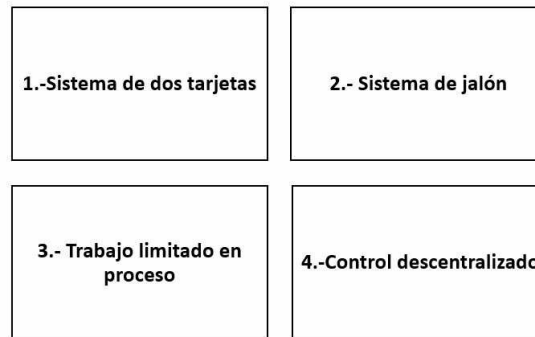 1.-Sistema de dos tarjetas
2.- Sistema de jalón
3.- Trabajo limitado en
proceso
4.-Control descentralizado